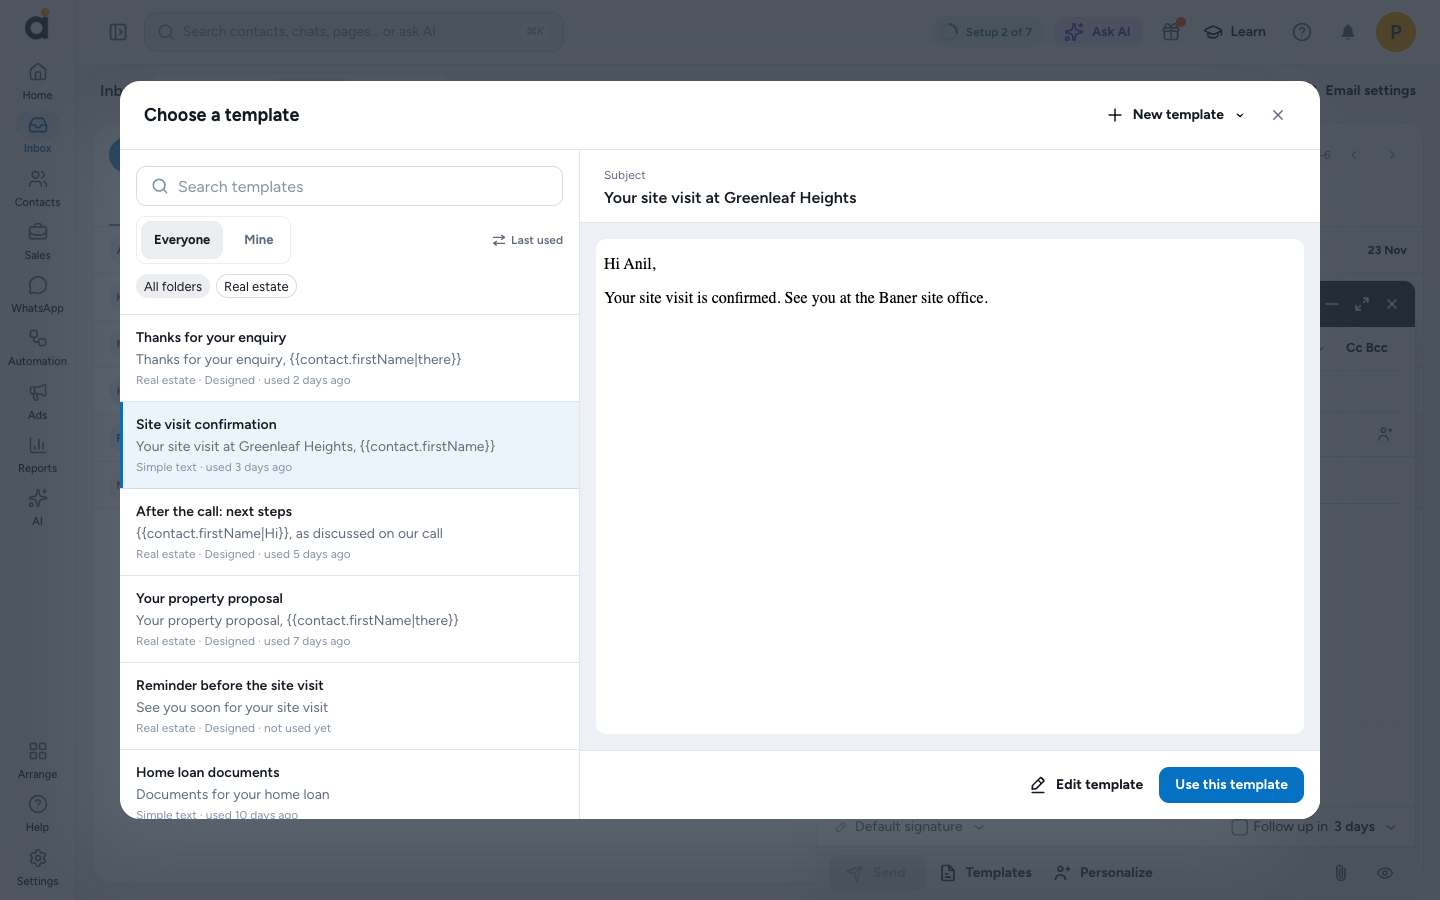 Search contacts, chats, pages... or ask AI
⌘K
Setup 2 of 7
Ask AI
Learn
P
Home
Inbox
Contacts
Sales
WhatsApp
Automation
Ads
Reports
AI
Arrange
Help
Settings
Email settings
Choose a template
New template
Search templates
Everyone
Mine
Last used
All folders
Real estate
Thanks for your enquiry
Thanks for your enquiry, {{contact.firstName|there}}
Real estate · Designed · used 2 days ago
Site visit confirmation
Your site visit at Greenleaf Heights, {{contact.firstName}}
Simple text · used 3 days ago
After the call: next steps
{{contact.firstName|Hi}}, as discussed on our call
Real estate · Designed · used 5 days ago
Your property proposal
Your property proposal, {{contact.firstName|there}}
Real estate · Designed · used 7 days ago
Reminder before the site visit
See you soon for your site visit
Real estate · Designed · not used yet
Home loan documents
Documents for your home loan
Simple text · used 10 days ago
Subject
Your site visit at Greenleaf Heights
Hi Anil,
Your site visit is confirmed. See you at the Baner site office.
Edit template
Use this template
23 Nov
Cc Bcc
Default signature
Follow up in 3 days
Send
Templates
Personalize